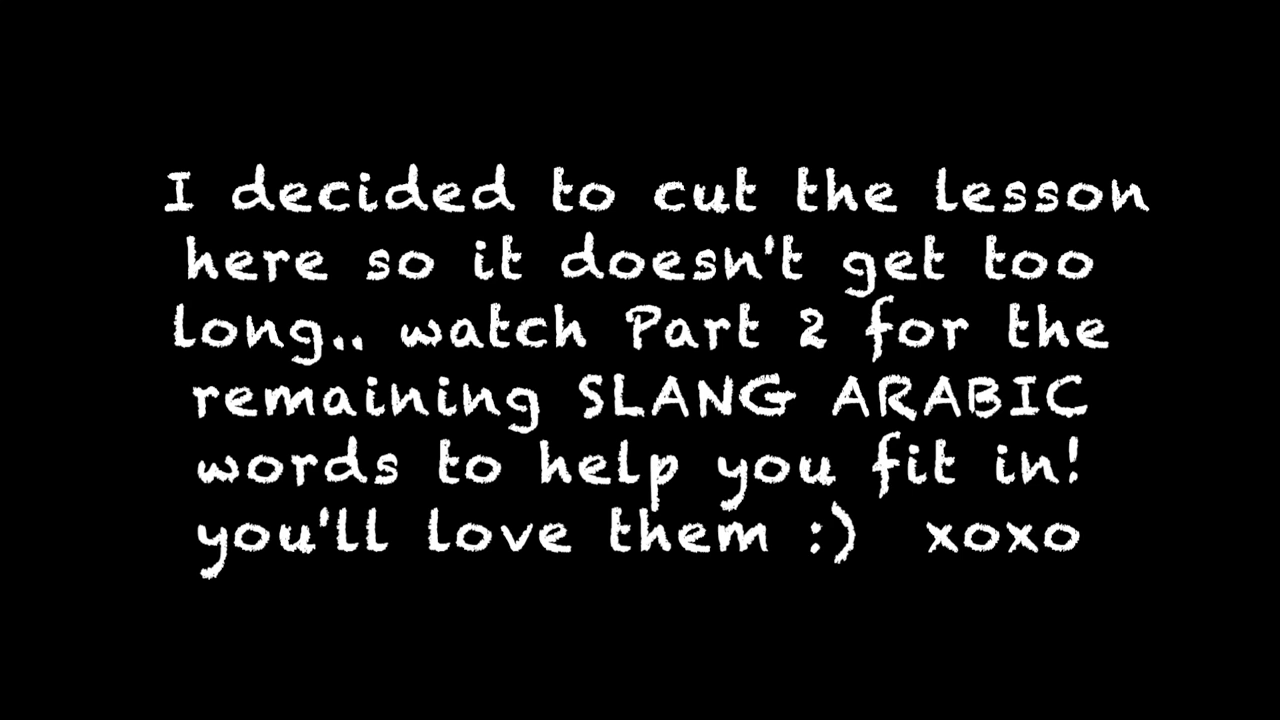 I decided to cut the lesson
here so it doesn't get too
long.. watch Part 2 for the
remaining SLANG ARABIC
words to help you fit in!
you'll love them :) xoxo